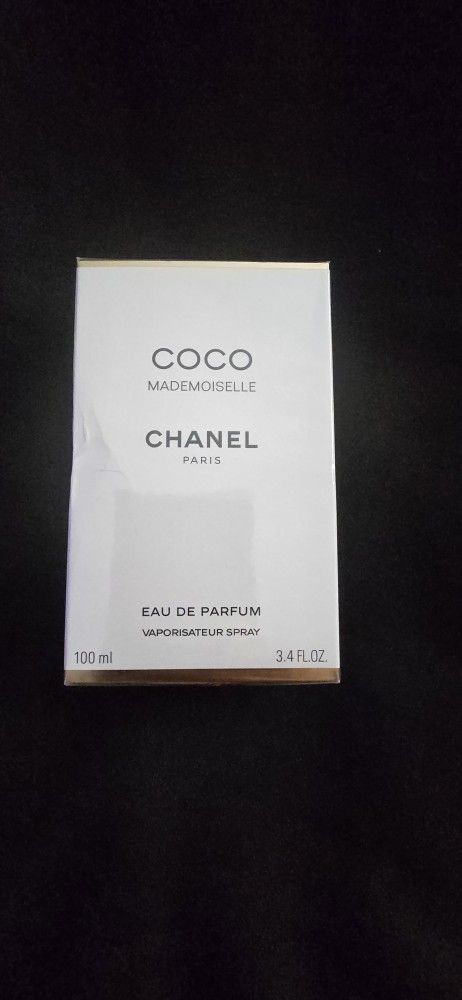 COCO
MADEMOISELLE
CHANEL
PARIS
EAU DE PARFUM
VAPORISATEUR SPRAY
100 ml 3.4 FL.OZ.